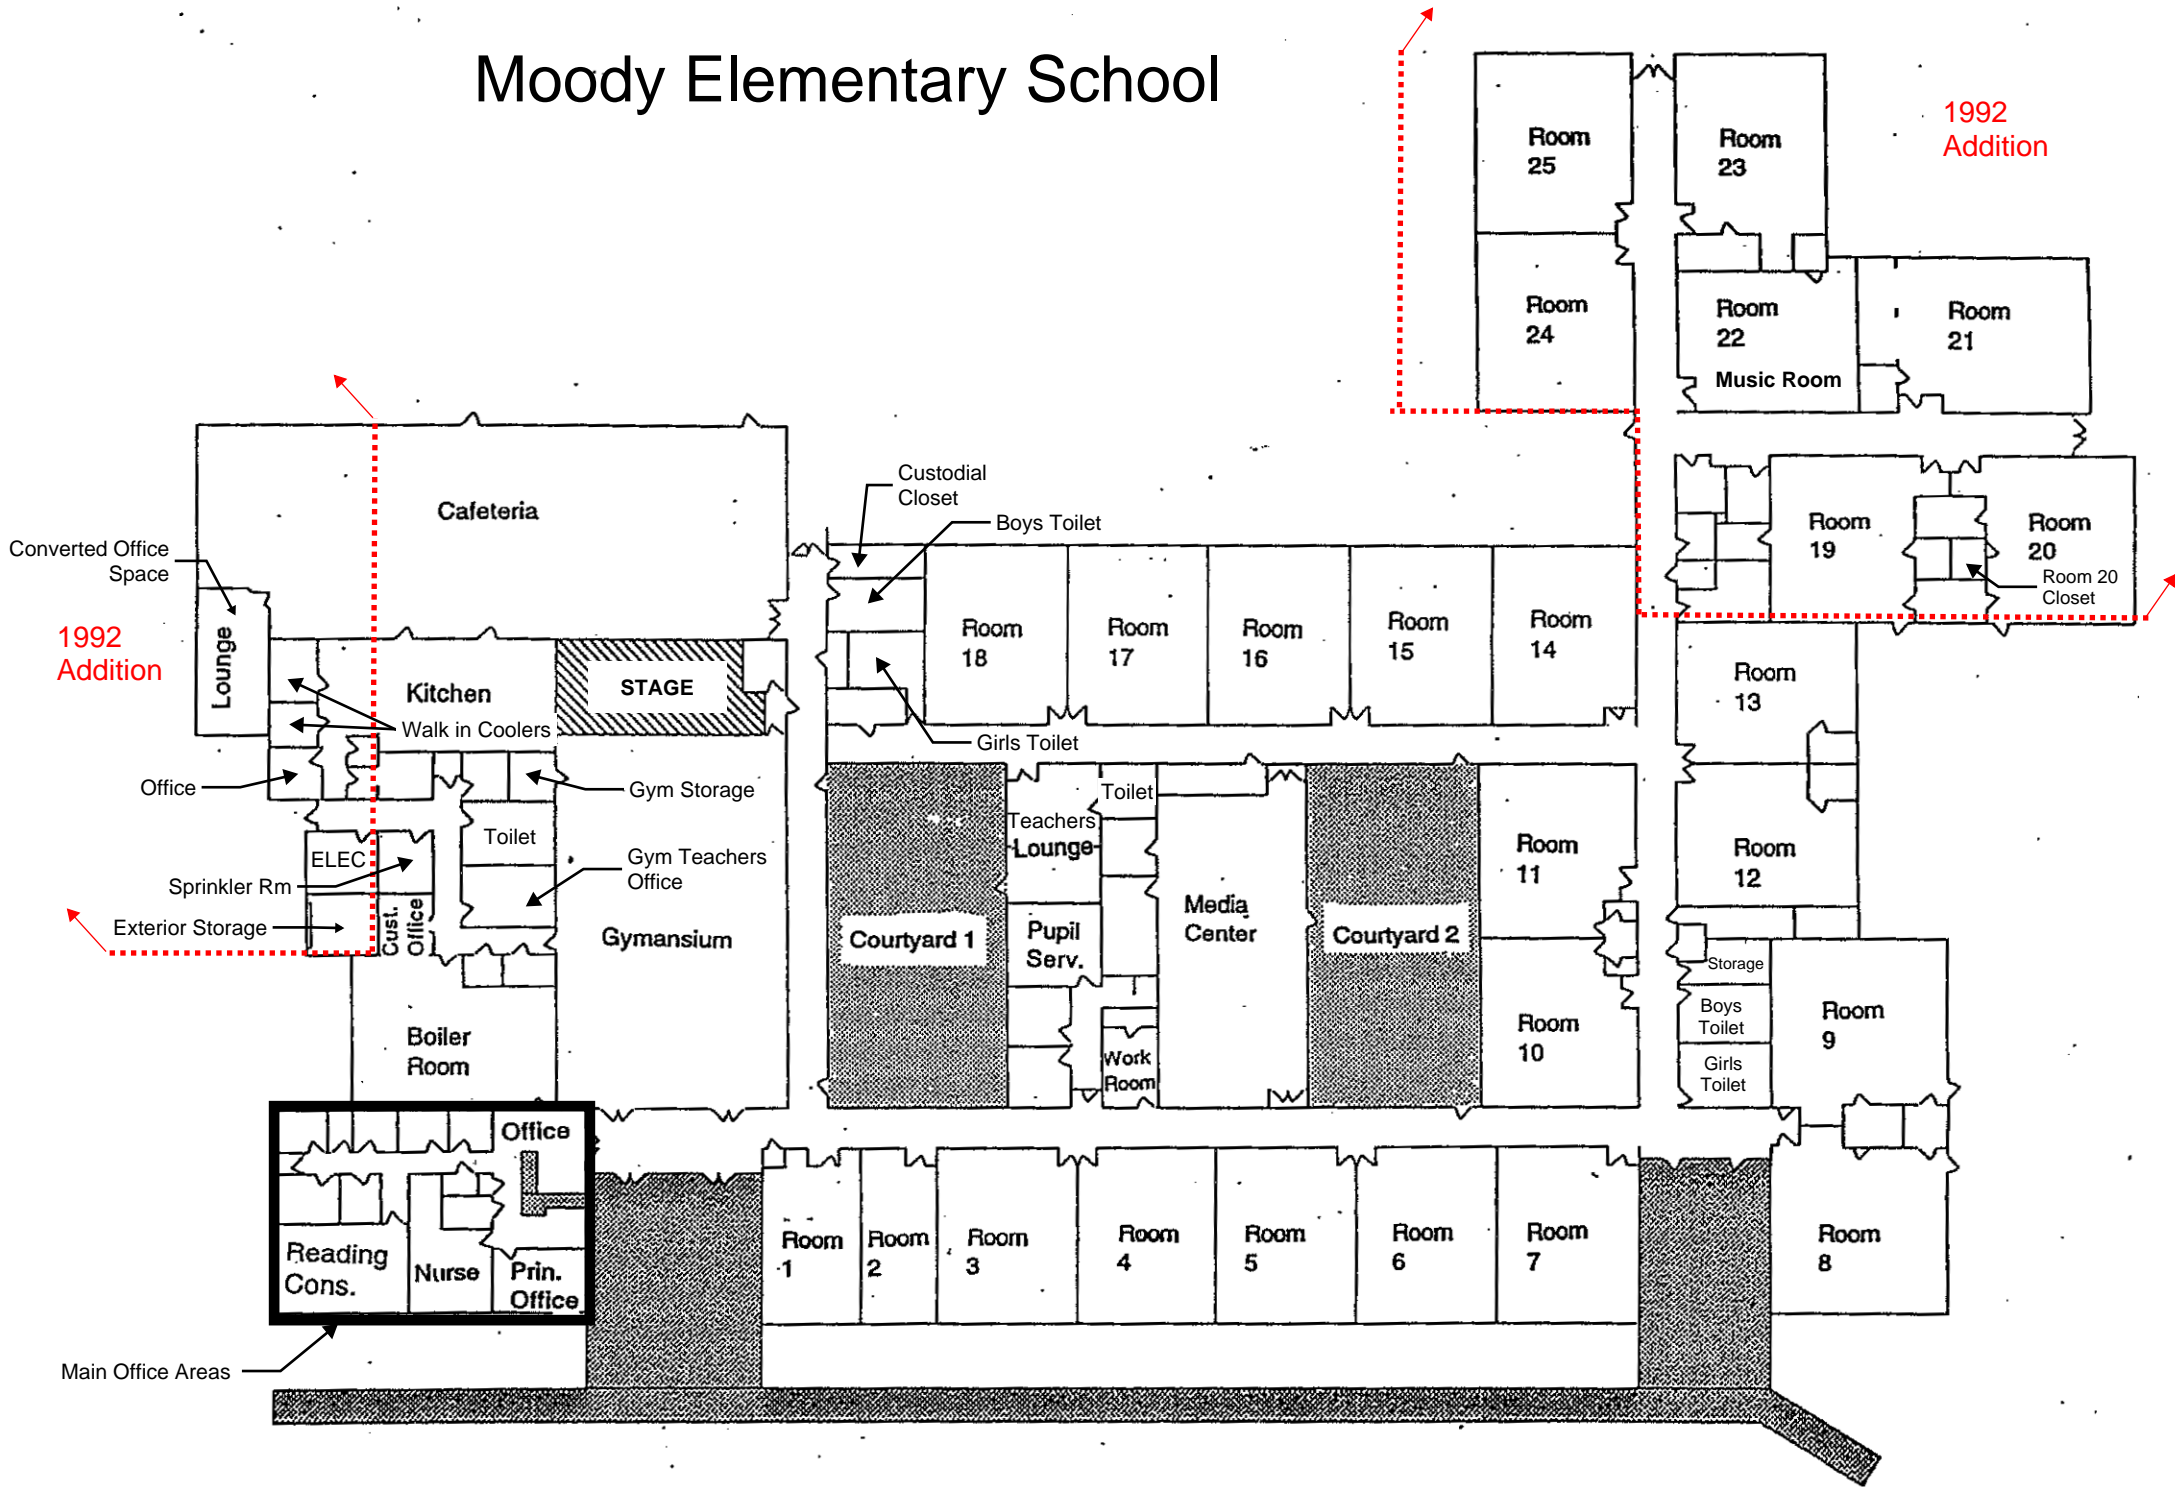 Moody Elementary School
1992
Addition
Room
25
Room
23
Room
24
Room
22
Music Room
Room
21
Cafeteria
Custodial
Closet
Boys Toilet
Converted Office
Space
1992
Addition
Lounge
Kitchen
STAGE
Walk in Coolers
Girls Toilet
Office
Gym Storage
Room
18
Room
17
Room
16
Room
15
Room
14
Room
19
Room
20
Room 20
Closet
Room
13
Toilet
ELEC
Gym Teachers
Office
Sprinkler Rm
Exterior Storage
Cust.
Office
Gymansium
Courtyard 1
Toilet
Teachers
Lounge
Pupil
Serv.
Media
Center
Courtyard 2
Room
11
Room
12
Storage
Boys
Toilet
Girls
Toilet
Room
9
Room
10
Work
Room
Boiler
Room
Office
Reading
Cons.
Nurse
Prin.
Office
Room
1
Room
2
Room
3
Room
4
Room
5
Room
6
Room
7
Room
8
Main Office Areas